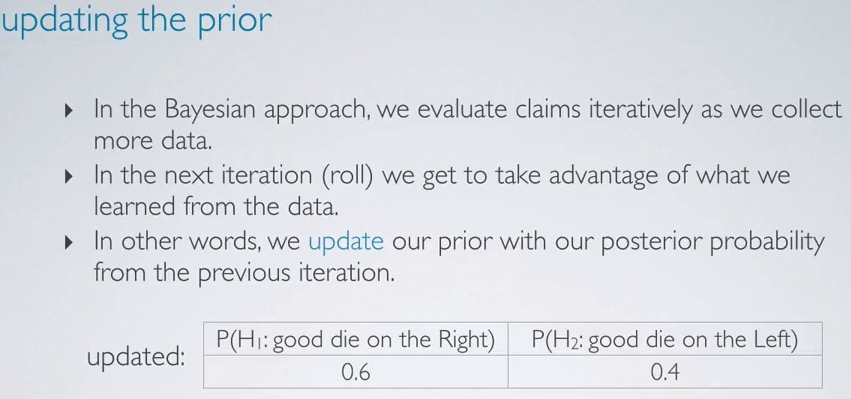 updating the prior
▸ In the Bayesian approach, we evaluate claims iteratively as we collect
more data.
▸ In the next iteration (roll) we get to take advantage of what we
learned from the data.
▸ In other words, we update our prior with our posterior probability
from the previous iteration.
P(H₁: good die on the Right) P(H₂: good die on the Left)
updated:
0.6 0.4